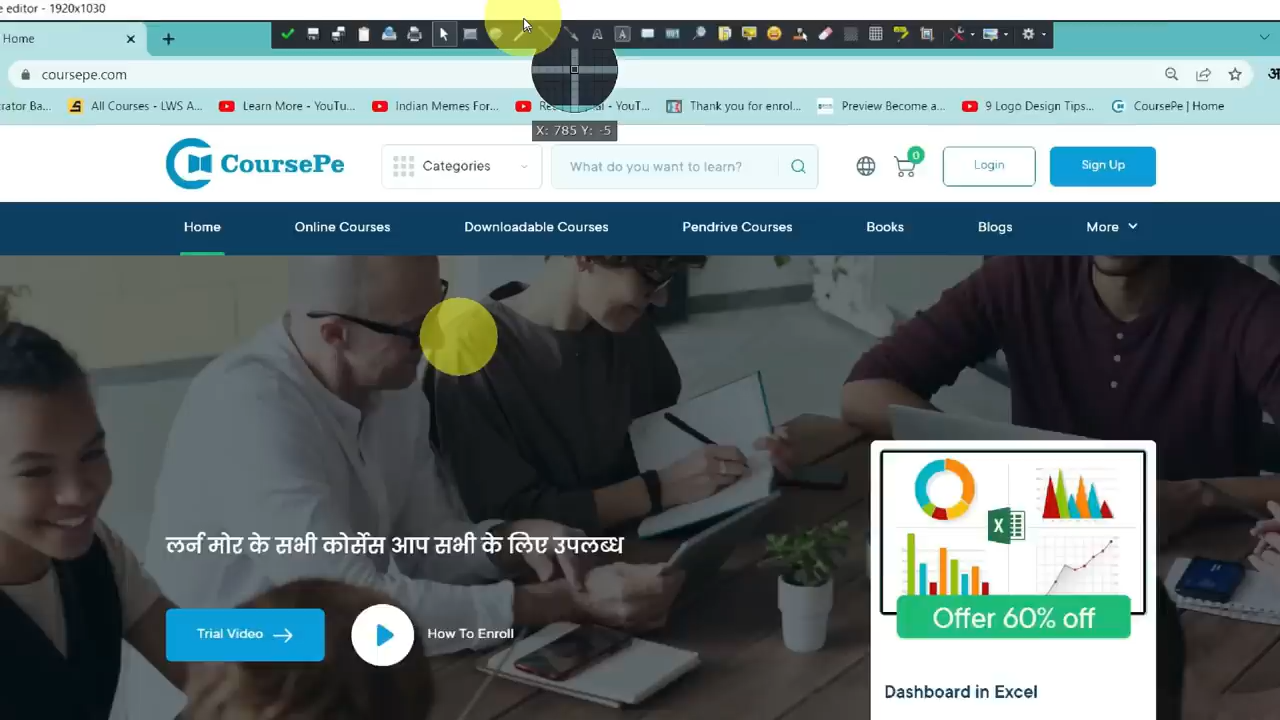 e editor - 1920x1030
Home
coursepe.com
rator Ba...
All Courses - LWS A...
Learn More - YouTu...
Indian Memes For...
Thank you for enrol...
Preview Become a...
9 Logo Design Tips...
CoursePe | Home
X: 785 Y: -5
CoursePe
Categories
What do you want to learn?
0
Login
Sign Up
Home
Online Courses
Downloadable Courses
Pendrive Courses
Books
Blogs
More
लर्न मोर के सभी कोर्सेस आप सभी के लिए उपलब्ध
Trial Video
How To Enroll
X
Offer 60% off
Dashboard in Excel